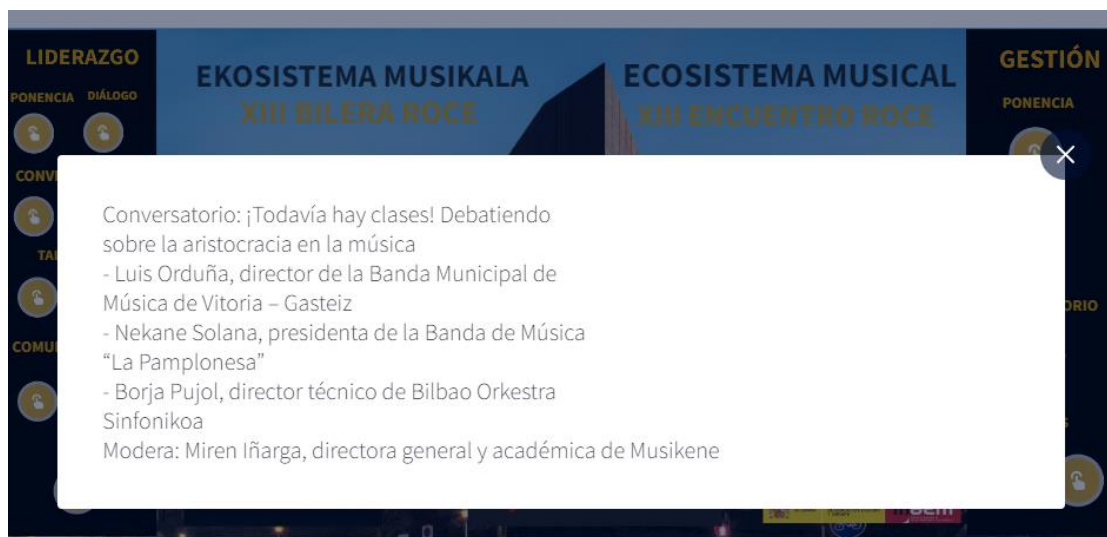 LIDERAZGO
PONENCIA DIÁLOGO
EKOSISTEMA MUSIKALA
XIII BILERA ROCE
ECOSISTEMA MUSICAL
XIII ENCUENTRO ROCE
GESTIÓN
PONENCIA
Conversatorio: ¡Todavía hay clases! Debatiendo
sobre la aristocracia en la música
- Luis Orduña, director de la Banda Municipal de
Música de Vitoria – Gasteiz
- Nekane Solana, presidenta de la Banda de Música
“La Pamplonesa”
- Borja Pujol, director técnico de Bilbao Orkestra
Sinfonikoa
Modera: Miren Iñarga, directora general y académica de Musikene